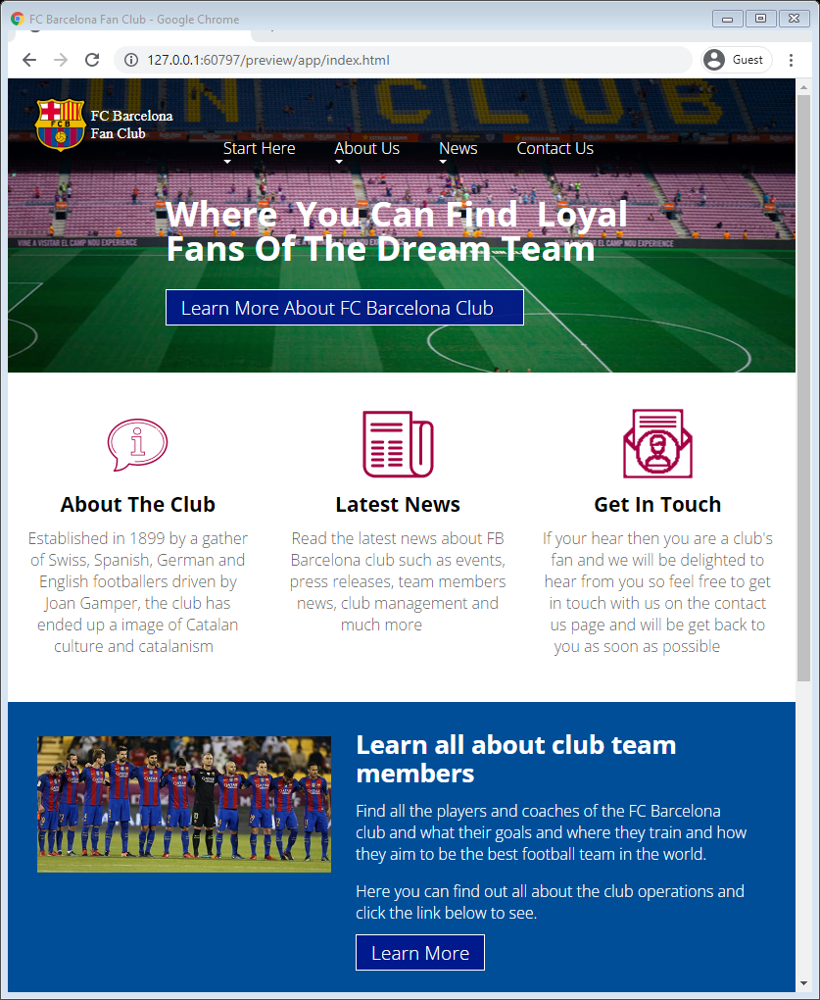 FC Barcelona Fan Club - Google Chrome
127.0.0.1:60797/preview/app/index.html
Guest
FC Barcelona
Fan Club
FCB
Start Here
About Us
News
Contact Us
Where You Can Find Loyal
Fans Of The Dream Team
VINE A VISITAR EL CAMP NOU EXPERIENCE
Learn More About FC Barcelona Club
About The Club
Established in 1899 by a gather
of Swiss, Spanish, German and
English footballers driven by
Joan Gamper, the club has
ended up a image of Catalan
culture and catalanism
Latest News
Read the latest news about FB
Barcelona club such as events,
press releases, team members
news, club management and
much more
Get In Touch
If your hear then you are a club's
fan and we will be delighted to
hear from you so feel free to get
in touch with us on the contact
us page and will be get back to
you as soon as possible
Learn all about club team
members
Find all the players and coaches of the FC Barcelona
club and what their goals and where they train and how
they aim to be the best football team in the world.
Here you can find out all about the club operations and
click the link below to see.
Learn More